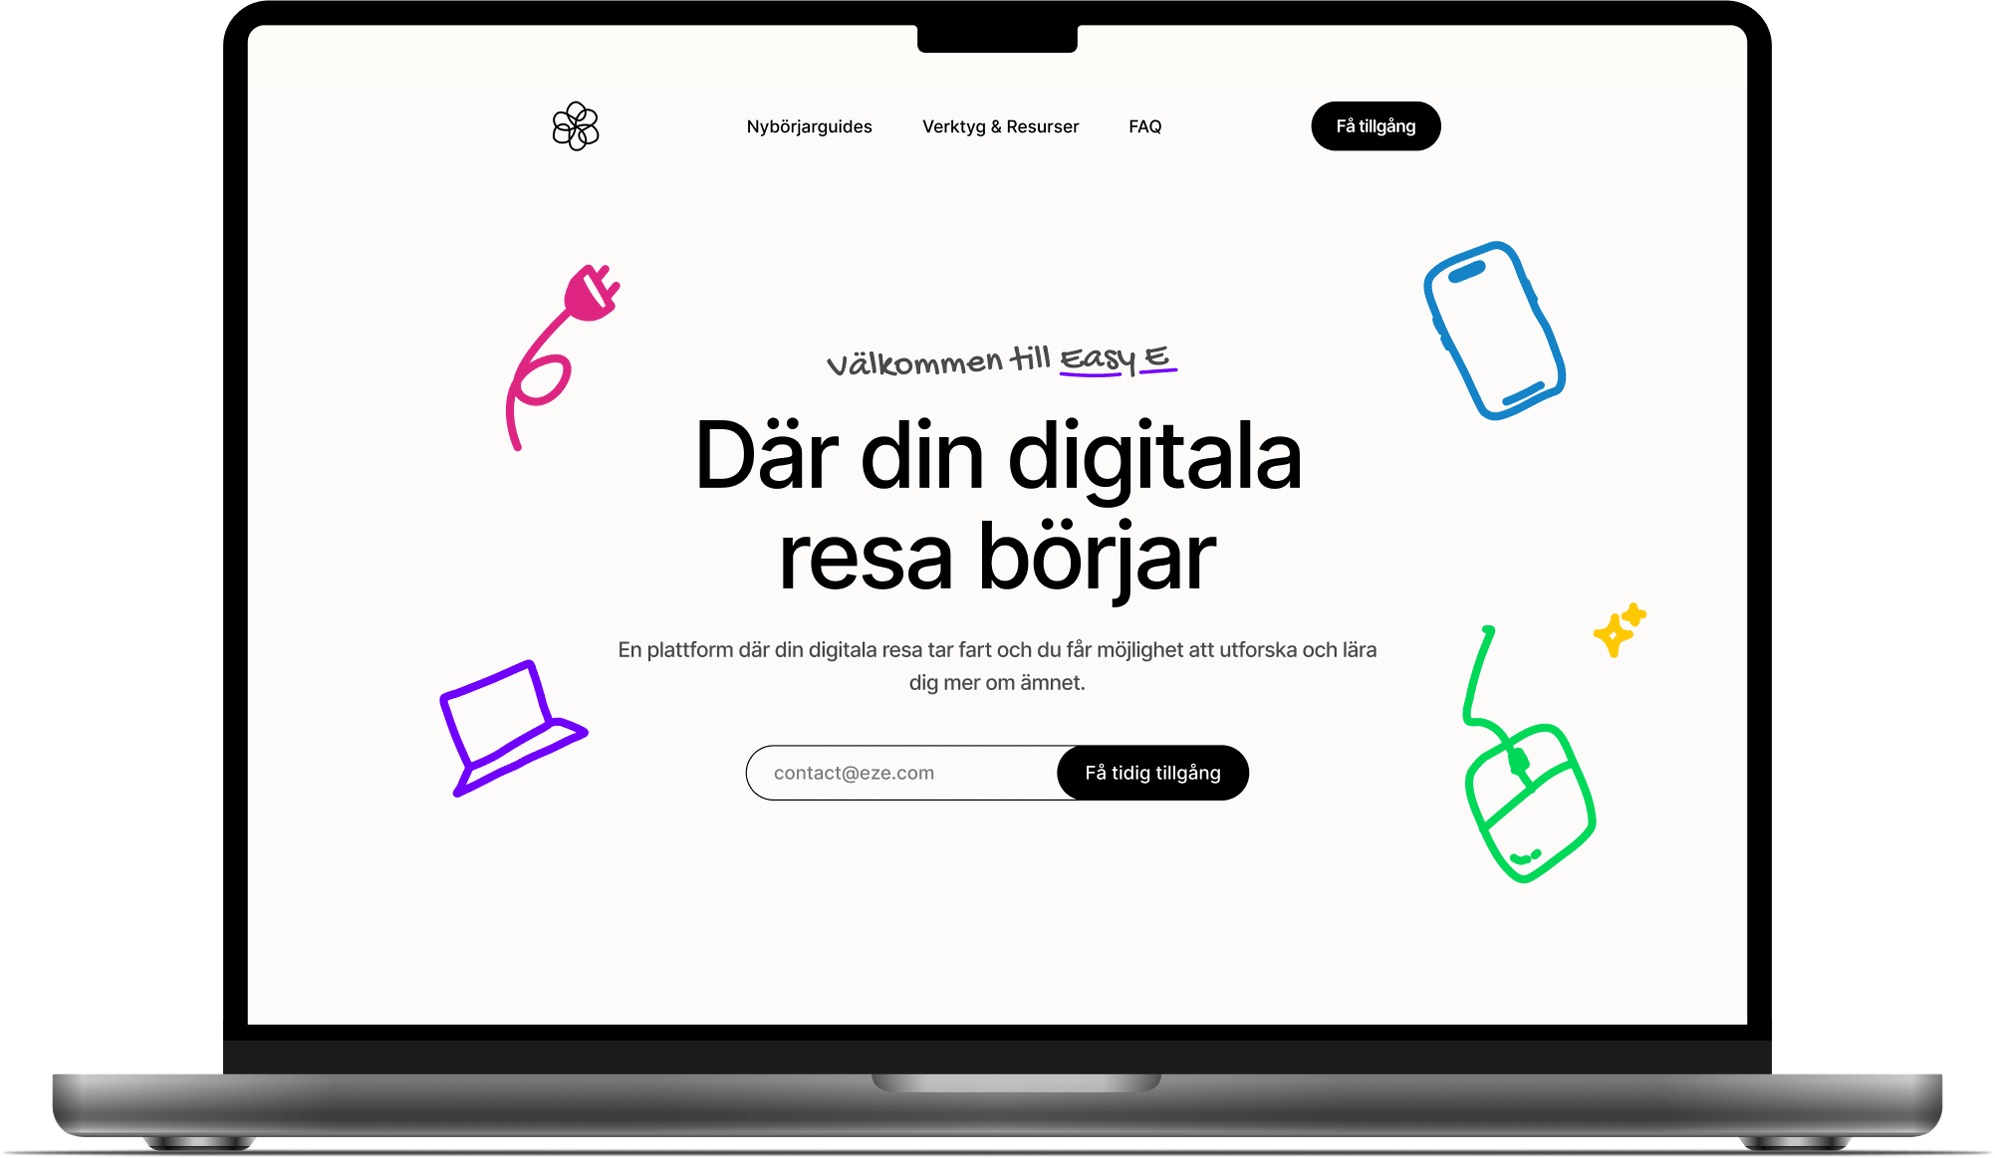 Nybörjarguides
Verktyg & Resurser
FAQ
Få tillgång
Välkommen till Easy E
Där din digitala
resa börjar
En plattform där din digitala resa tar fart och du får möjlighet att utforska och lära
dig mer om ämnet.
contact@eze.com
Få tidig tillgång